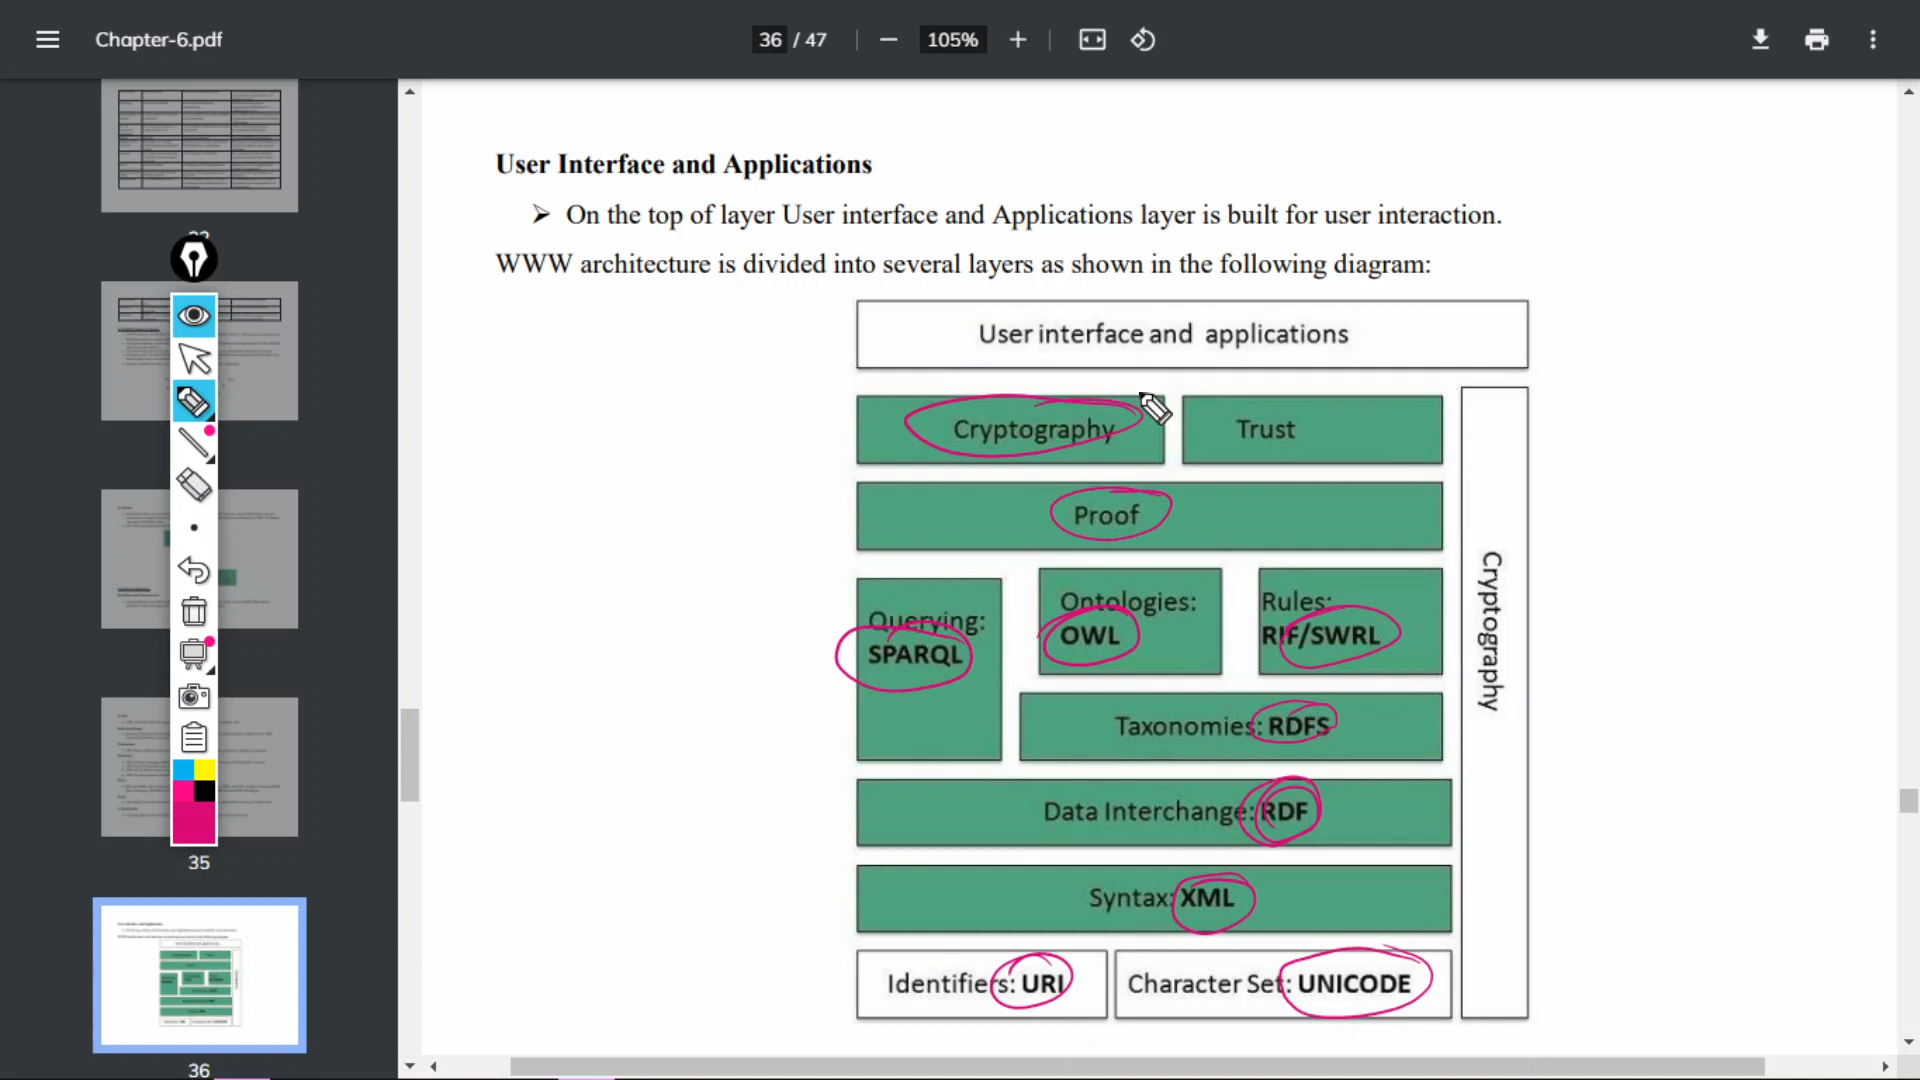 Chapter-6.pdf
36 / 47
105%
User Interface and Applications
➢ On the top of layer User interface and Applications layer is built for user interaction.
WWW architecture is divided into several layers as shown in the following diagram:
User interface and applications
Cryptography
Trust
Proof
Querying:
SPARQL
Ontologies:
OWL
Rules:
RIF/SWRL
Taxonomies: RDFS
Data Interchange: RDF
Syntax: XML
Identifiers: URI
Character Set: UNICODE
Cryptography
35
36